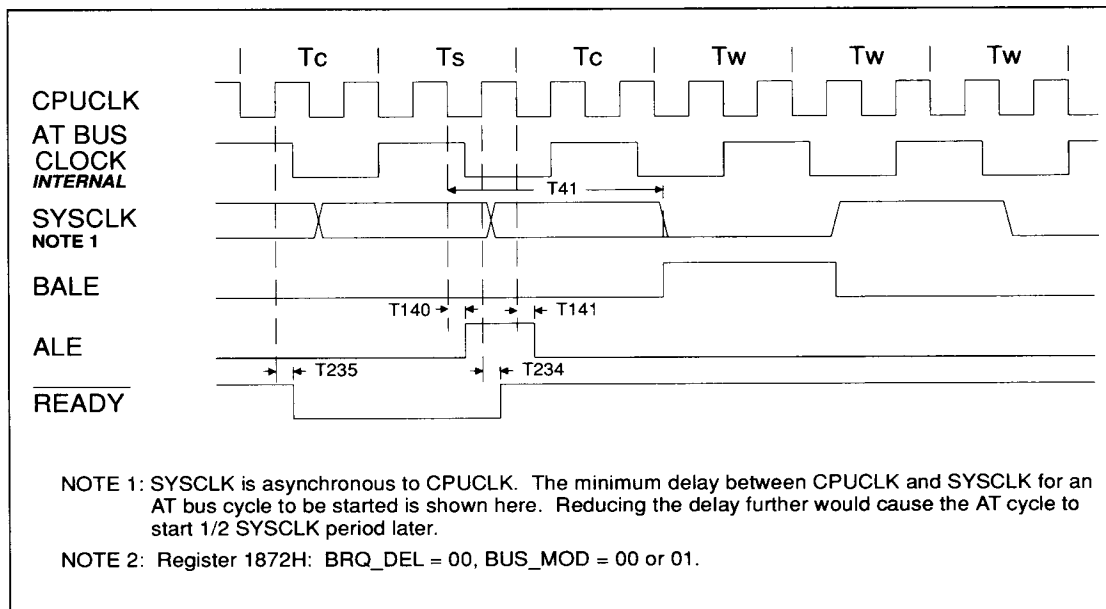 Tc Ts Tc Tw Tw Tw
CPUCLK
AT BUS
CLOCK
INTERNAL
T41
SYSCLK
NOTE 1
BALE
T140 T141
ALE
T235 T234
READY
NOTE 1: SYSCLK is asynchronous to CPUCLK. The minimum delay between CPUCLK and SYSCLK for an
AT bus cycle to be started is shown here. Reducing the delay further would cause the AT cycle to
start 1/2 SYSCLK period later.
NOTE 2: Register 1872H: BRQ_DEL = 00, BUS_MOD = 00 or 01.